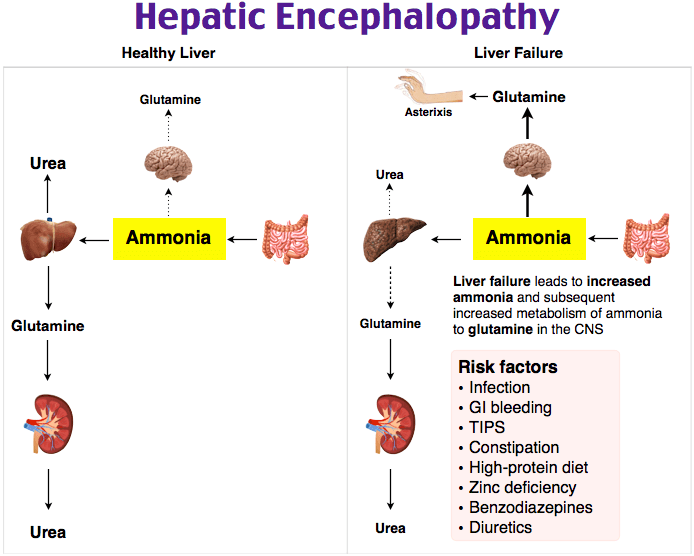 Hepatic Encephalopathy
Healthy Liver
Glutamine
Urea
Ammonia
Glutamine
Urea
Liver Failure
Asterixis
Glutamine
Urea
Ammonia
Liver failure leads to increased
ammonia and subsequent
increased metabolism of ammonia
to glutamine in the CNS
Glutamine
Urea
Risk factors
• Infection
• GI bleeding
• TIPS
• Constipation
• High-protein diet
• Zinc deficiency
• Benzodiazepines
• Diuretics